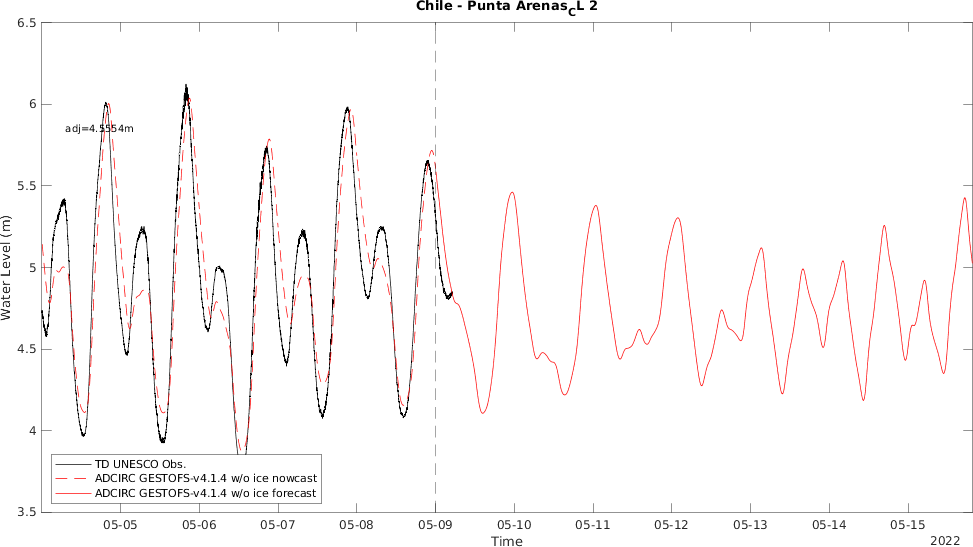 Chile - Punta Arenas_CL 2
6.5
6
5.5
5
4.5
4
3.5
Water Level (m)
adj=4.5554m
TD UNESCO Obs.
ADCIRC GESTOFS-v4.1.4 w/o ice nowcast
ADCIRC GESTOFS-v4.1.4 w/o ice forecast
05-05 05-06 05-07 05-08 05-09 05-10 05-11 05-12 05-13 05-14 05-15
Time
2022